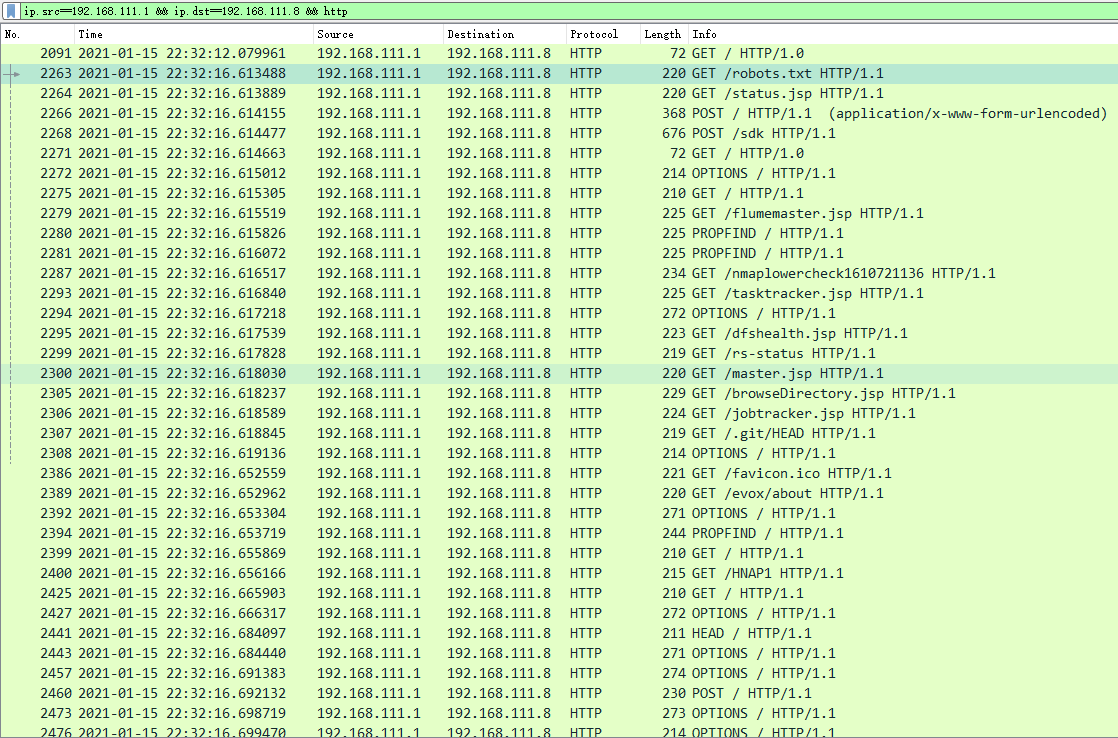 ip.src==192.168.111.1 && ip.dst==192.168.111.8 && http
No. Time Source Destination Protocol Length Info
2091 2021-01-15 22:32:12.079961 192.168.111.1 192.168.111.8 HTTP 72 GET / HTTP/1.0
2263 2021-01-15 22:32:16.613488 192.168.111.1 192.168.111.8 HTTP 220 GET /robots.txt HTTP/1.1
2264 2021-01-15 22:32:16.613889 192.168.111.1 192.168.111.8 HTTP 220 GET /status.jsp HTTP/1.1
2266 2021-01-15 22:32:16.614155 192.168.111.1 192.168.111.8 HTTP 368 POST / HTTP/1.1 (application/x-www-form-urlencoded)
2268 2021-01-15 22:32:16.614477 192.168.111.1 192.168.111.8 HTTP 676 POST /sdk HTTP/1.1
2271 2021-01-15 22:32:16.614663 192.168.111.1 192.168.111.8 HTTP 72 GET / HTTP/1.0
2272 2021-01-15 22:32:16.615012 192.168.111.1 192.168.111.8 HTTP 214 OPTIONS / HTTP/1.1
2275 2021-01-15 22:32:16.615305 192.168.111.1 192.168.111.8 HTTP 210 GET / HTTP/1.1
2279 2021-01-15 22:32:16.615519 192.168.111.1 192.168.111.8 HTTP 225 GET /flumemaster.jsp HTTP/1.1
2280 2021-01-15 22:32:16.615826 192.168.111.1 192.168.111.8 HTTP 225 PROPFIND / HTTP/1.1
2281 2021-01-15 22:32:16.616072 192.168.111.1 192.168.111.8 HTTP 225 PROPFIND / HTTP/1.1
2287 2021-01-15 22:32:16.616517 192.168.111.1 192.168.111.8 HTTP 234 GET /nmaplowercheck1610721136 HTTP/1.1
2293 2021-01-15 22:32:16.616840 192.168.111.1 192.168.111.8 HTTP 225 GET /tasktracker.jsp HTTP/1.1
2294 2021-01-15 22:32:16.617218 192.168.111.1 192.168.111.8 HTTP 272 OPTIONS / HTTP/1.1
2295 2021-01-15 22:32:16.617539 192.168.111.1 192.168.111.8 HTTP 223 GET /dfshealth.jsp HTTP/1.1
2299 2021-01-15 22:32:16.617828 192.168.111.1 192.168.111.8 HTTP 219 GET /rs-status HTTP/1.1
2300 2021-01-15 22:32:16.618030 192.168.111.1 192.168.111.8 HTTP 220 GET /master.jsp HTTP/1.1
2305 2021-01-15 22:32:16.618237 192.168.111.1 192.168.111.8 HTTP 229 GET /browseDirectory.jsp HTTP/1.1
2306 2021-01-15 22:32:16.618589 192.168.111.1 192.168.111.8 HTTP 224 GET /jobtracker.jsp HTTP/1.1
2307 2021-01-15 22:32:16.618845 192.168.111.1 192.168.111.8 HTTP 219 GET /.git/HEAD HTTP/1.1
2308 2021-01-15 22:32:16.619136 192.168.111.1 192.168.111.8 HTTP 214 OPTIONS / HTTP/1.1
2386 2021-01-15 22:32:16.652559 192.168.111.1 192.168.111.8 HTTP 221 GET /favicon.ico HTTP/1.1
2389 2021-01-15 22:32:16.652962 192.168.111.1 192.168.111.8 HTTP 220 GET /evox/about HTTP/1.1
2392 2021-01-15 22:32:16.653304 192.168.111.1 192.168.111.8 HTTP 271 OPTIONS / HTTP/1.1
2394 2021-01-15 22:32:16.653719 192.168.111.1 192.168.111.8 HTTP 244 PROPFIND / HTTP/1.1
2399 2021-01-15 22:32:16.655869 192.168.111.1 192.168.111.8 HTTP 210 GET / HTTP/1.1
2400 2021-01-15 22:32:16.656166 192.168.111.1 192.168.111.8 HTTP 215 GET /HNAP1 HTTP/1.1
2425 2021-01-15 22:32:16.665903 192.168.111.1 192.168.111.8 HTTP 210 GET / HTTP/1.1
2427 2021-01-15 22:32:16.666317 192.168.111.1 192.168.111.8 HTTP 272 OPTIONS / HTTP/1.1
2441 2021-01-15 22:32:16.684097 192.168.111.1 192.168.111.8 HTTP 211 HEAD / HTTP/1.1
2443 2021-01-15 22:32:16.684440 192.168.111.1 192.168.111.8 HTTP 271 OPTIONS / HTTP/1.1
2457 2021-01-15 22:32:16.691383 192.168.111.1 192.168.111.8 HTTP 274 OPTIONS / HTTP/1.1
2460 2021-01-15 22:32:16.692132 192.168.111.1 192.168.111.8 HTTP 230 POST / HTTP/1.1
2473 2021-01-15 22:32:16.698719 192.168.111.1 192.168.111.8 HTTP 273 OPTIONS / HTTP/1.1
2476 2021-01-15 22:32:16.699470 192.168.111.1 192.168.111.8 HTTP 214 OPTIONS / HTTP/1.1